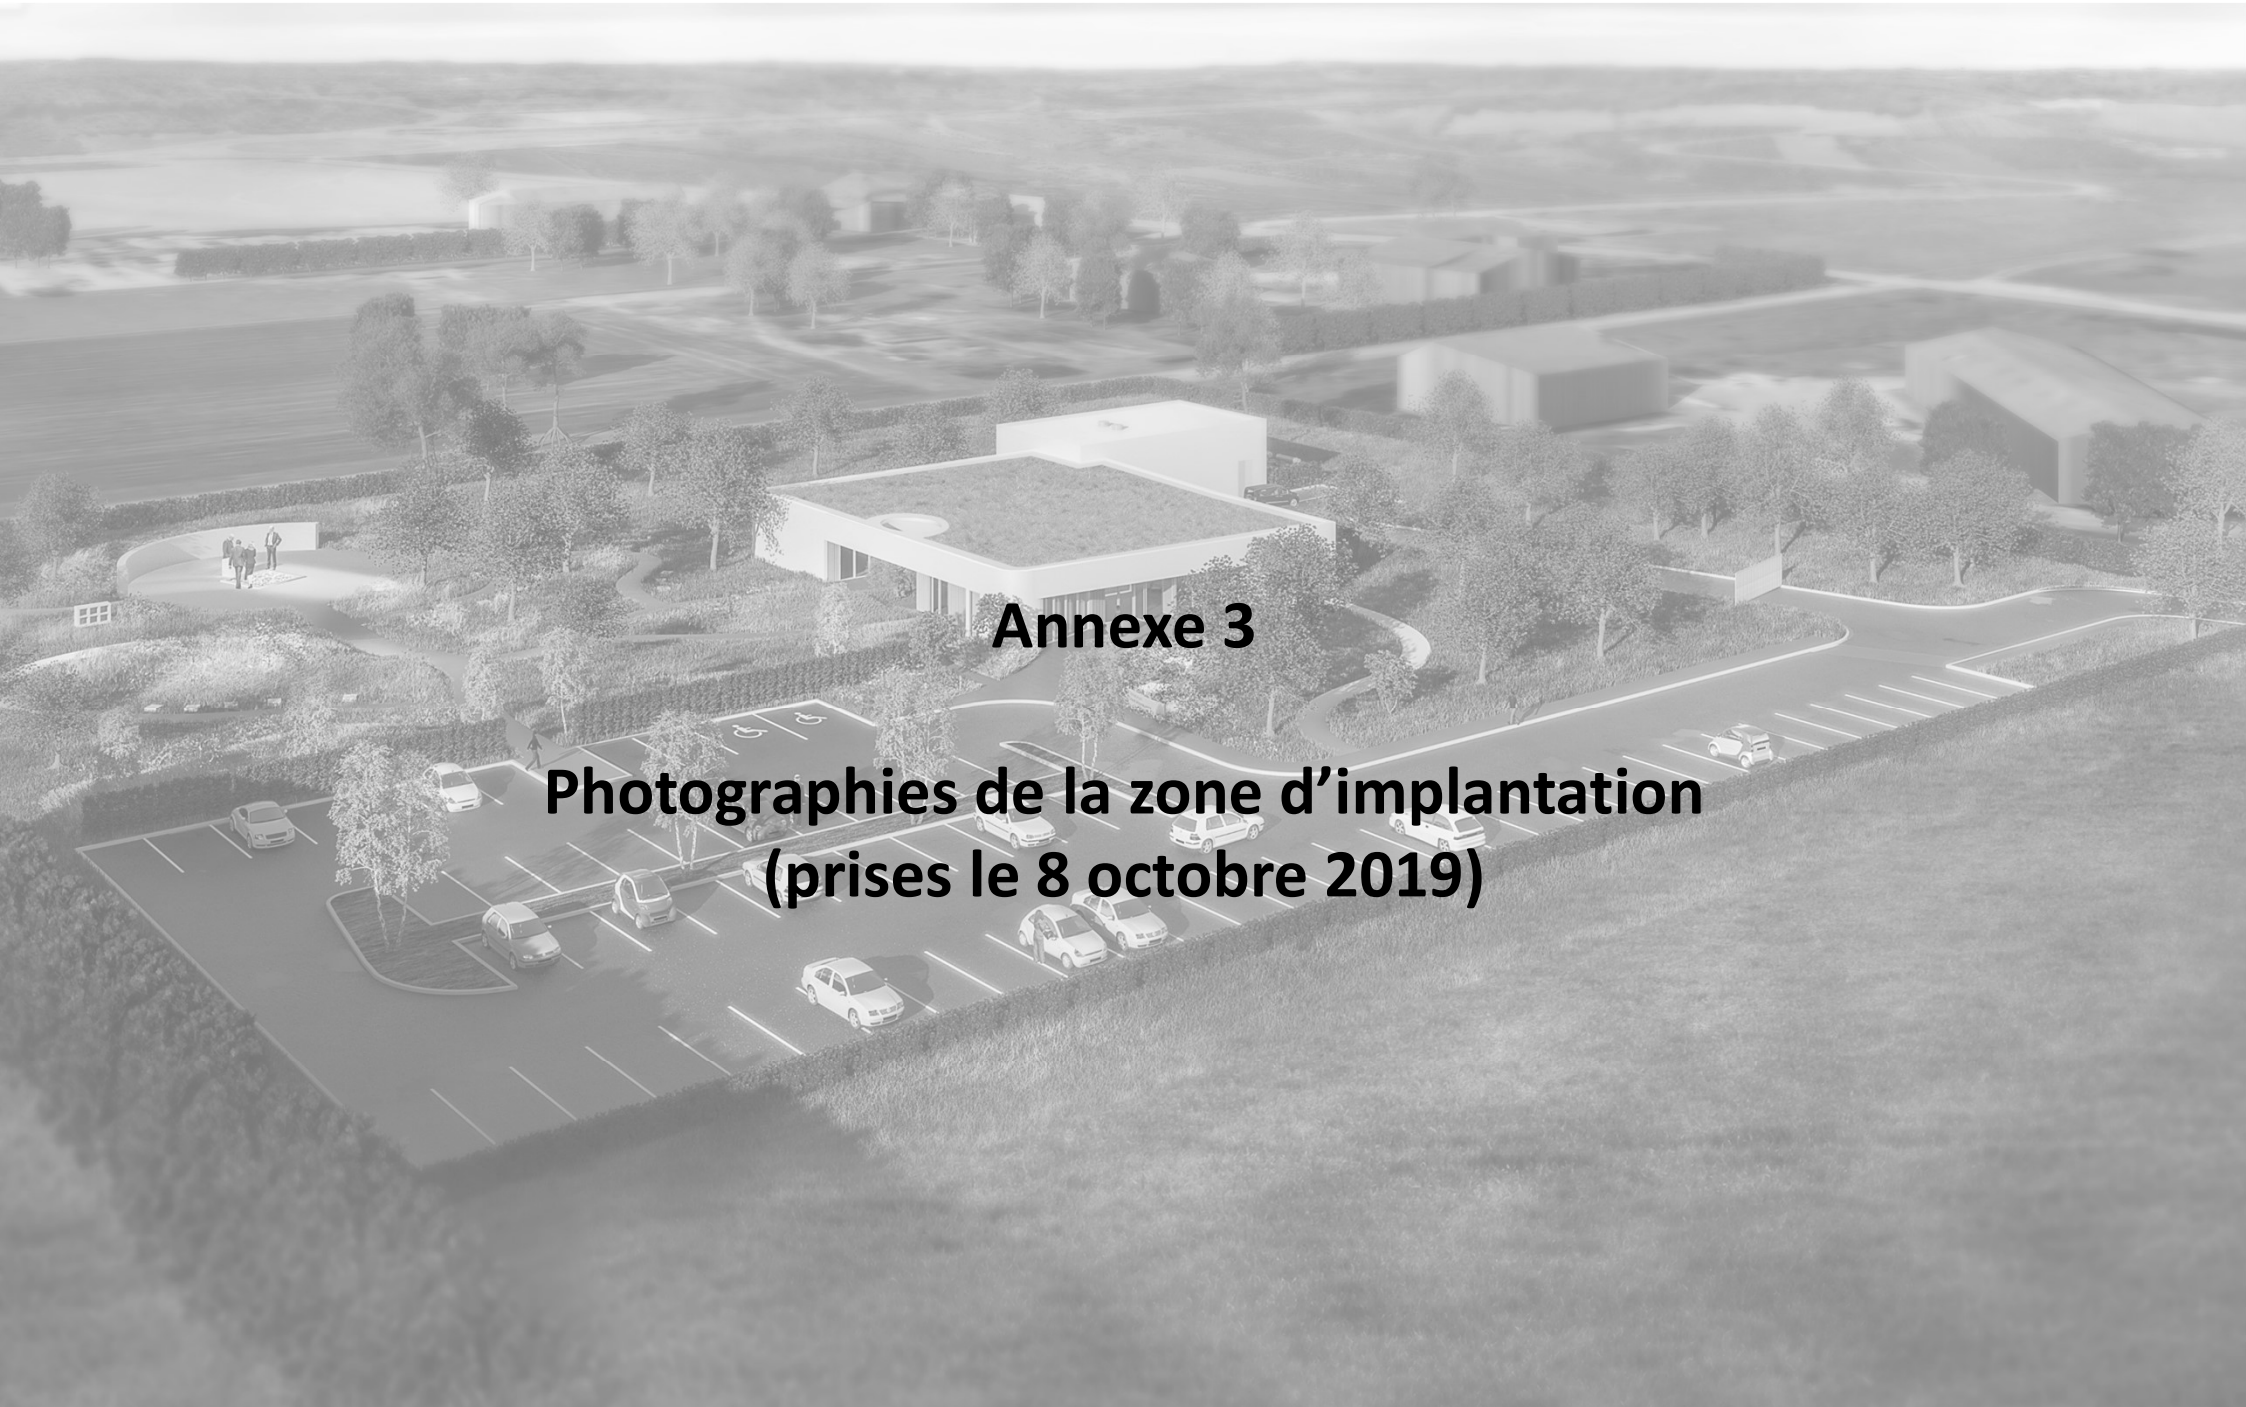 Annexe 3
Photographies de la zone d’implantation
(prises le 8 octobre 2019)